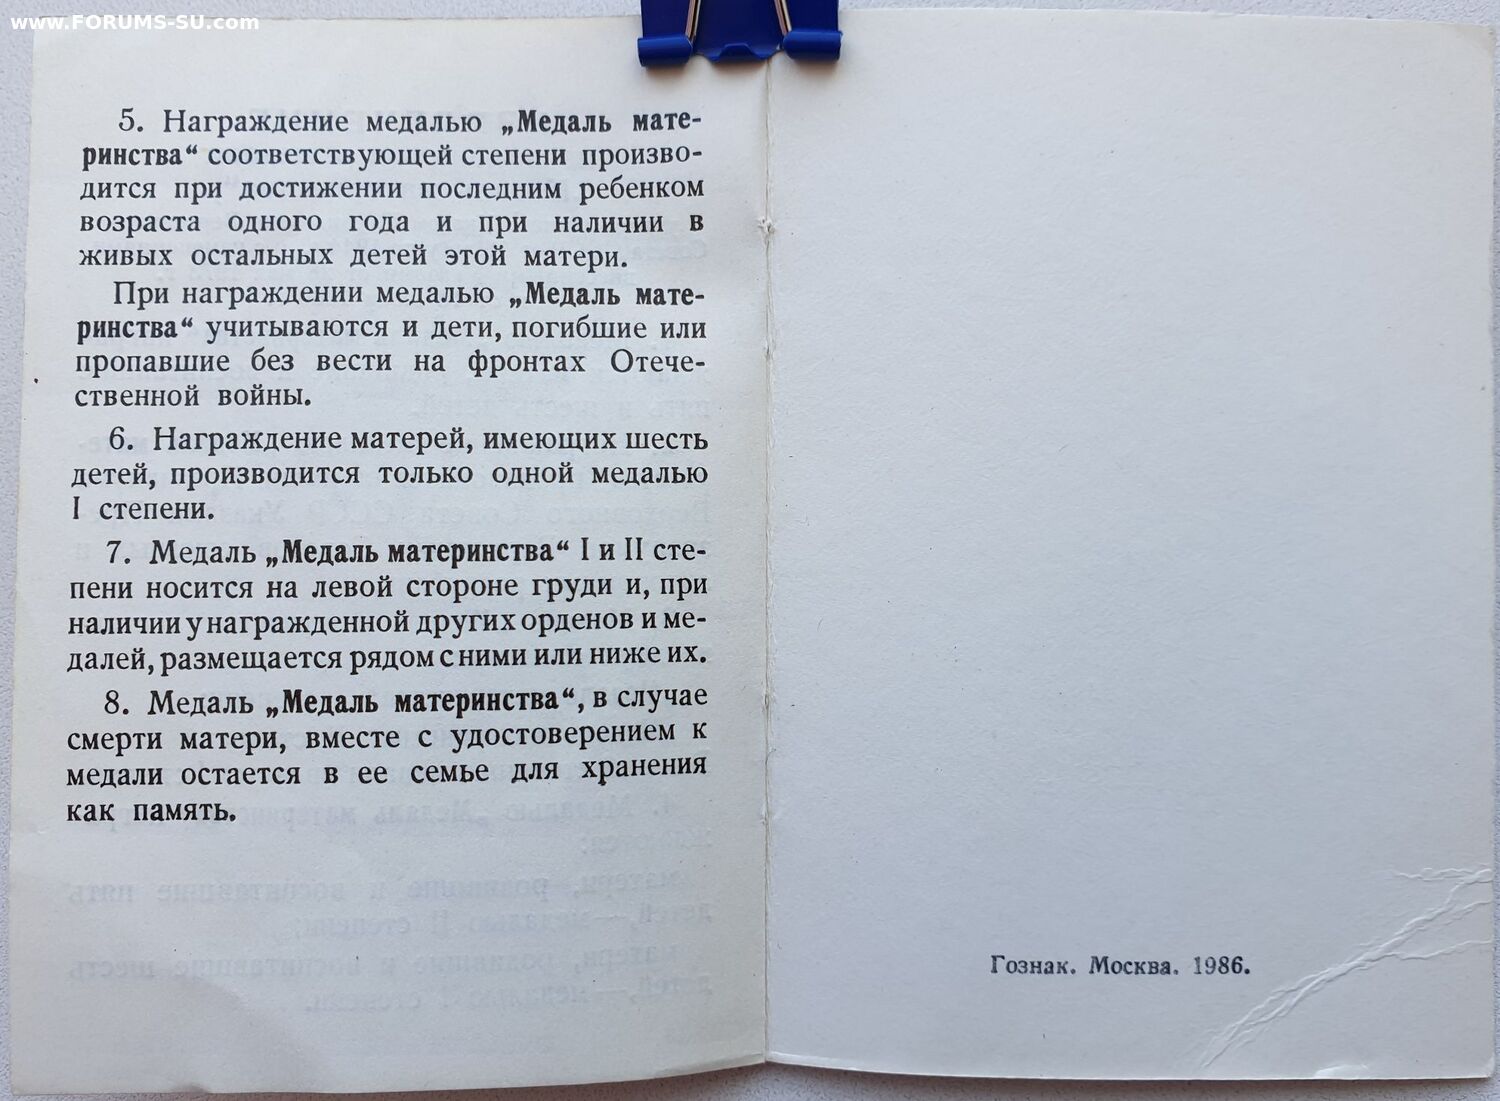 www.FORUMS-SU.com
5. Награждение медалью „Медаль мате-
ринства“ соответствующей степени произво-
дится при достижении последним ребенком
возраста одного года и при наличии в
живых остальных детей этой матери.
При награждении медалью „Медаль мате-
ринства“ учитываются и дети, погибшие или
пропавшие без вести на фронтах Отече-
ственной войны.
6. Награждение матерей, имеющих шесть
детей, производится только одной медалью
I степени.
7. Медаль „Медаль материнства“ I и II сте-
пени носится на левой стороне груди и, при
наличии у награжденной других орденов и ме-
далей, размещается рядом с ними или ниже их.
8. Медаль „Медаль материнства“, в случае
смерти матери, вместе с удостоверением к
медали остается в ее семье для хранения
как память.
Гознак. Москва. 1986.